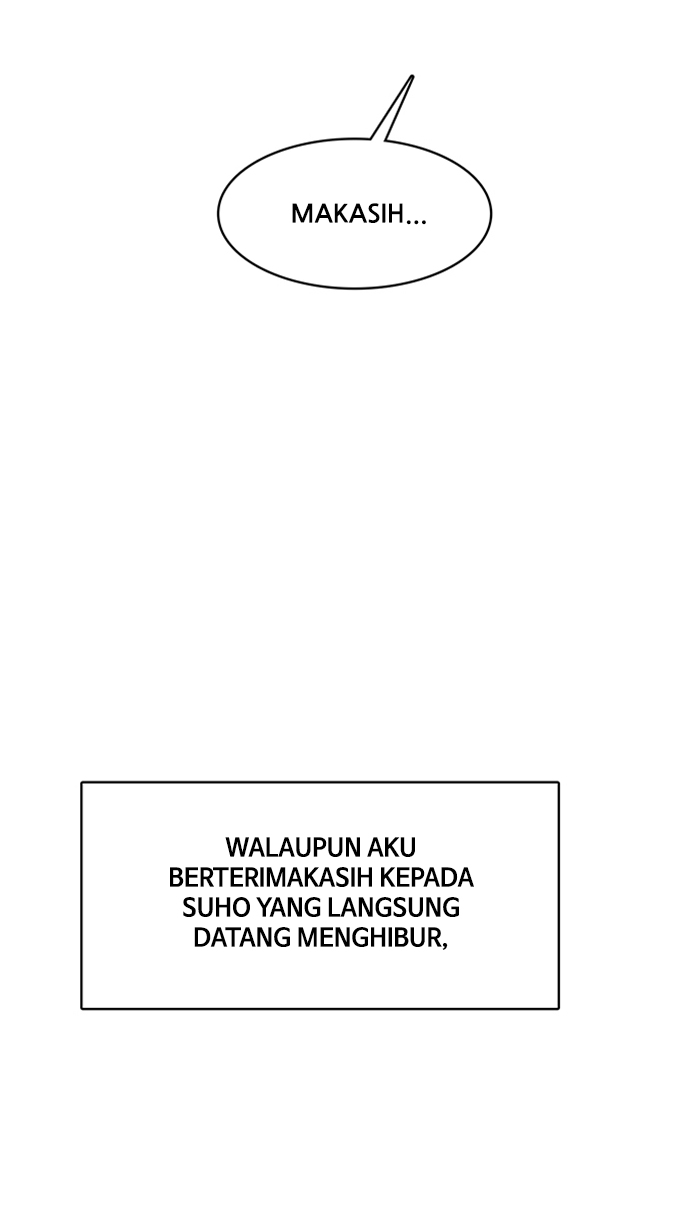 MAKASIH...
WALAUPUN AKU
BERTERIMAKASIH KEPADA
SUHO YANG LANGSUNG
DATANG MENGHIBUR,